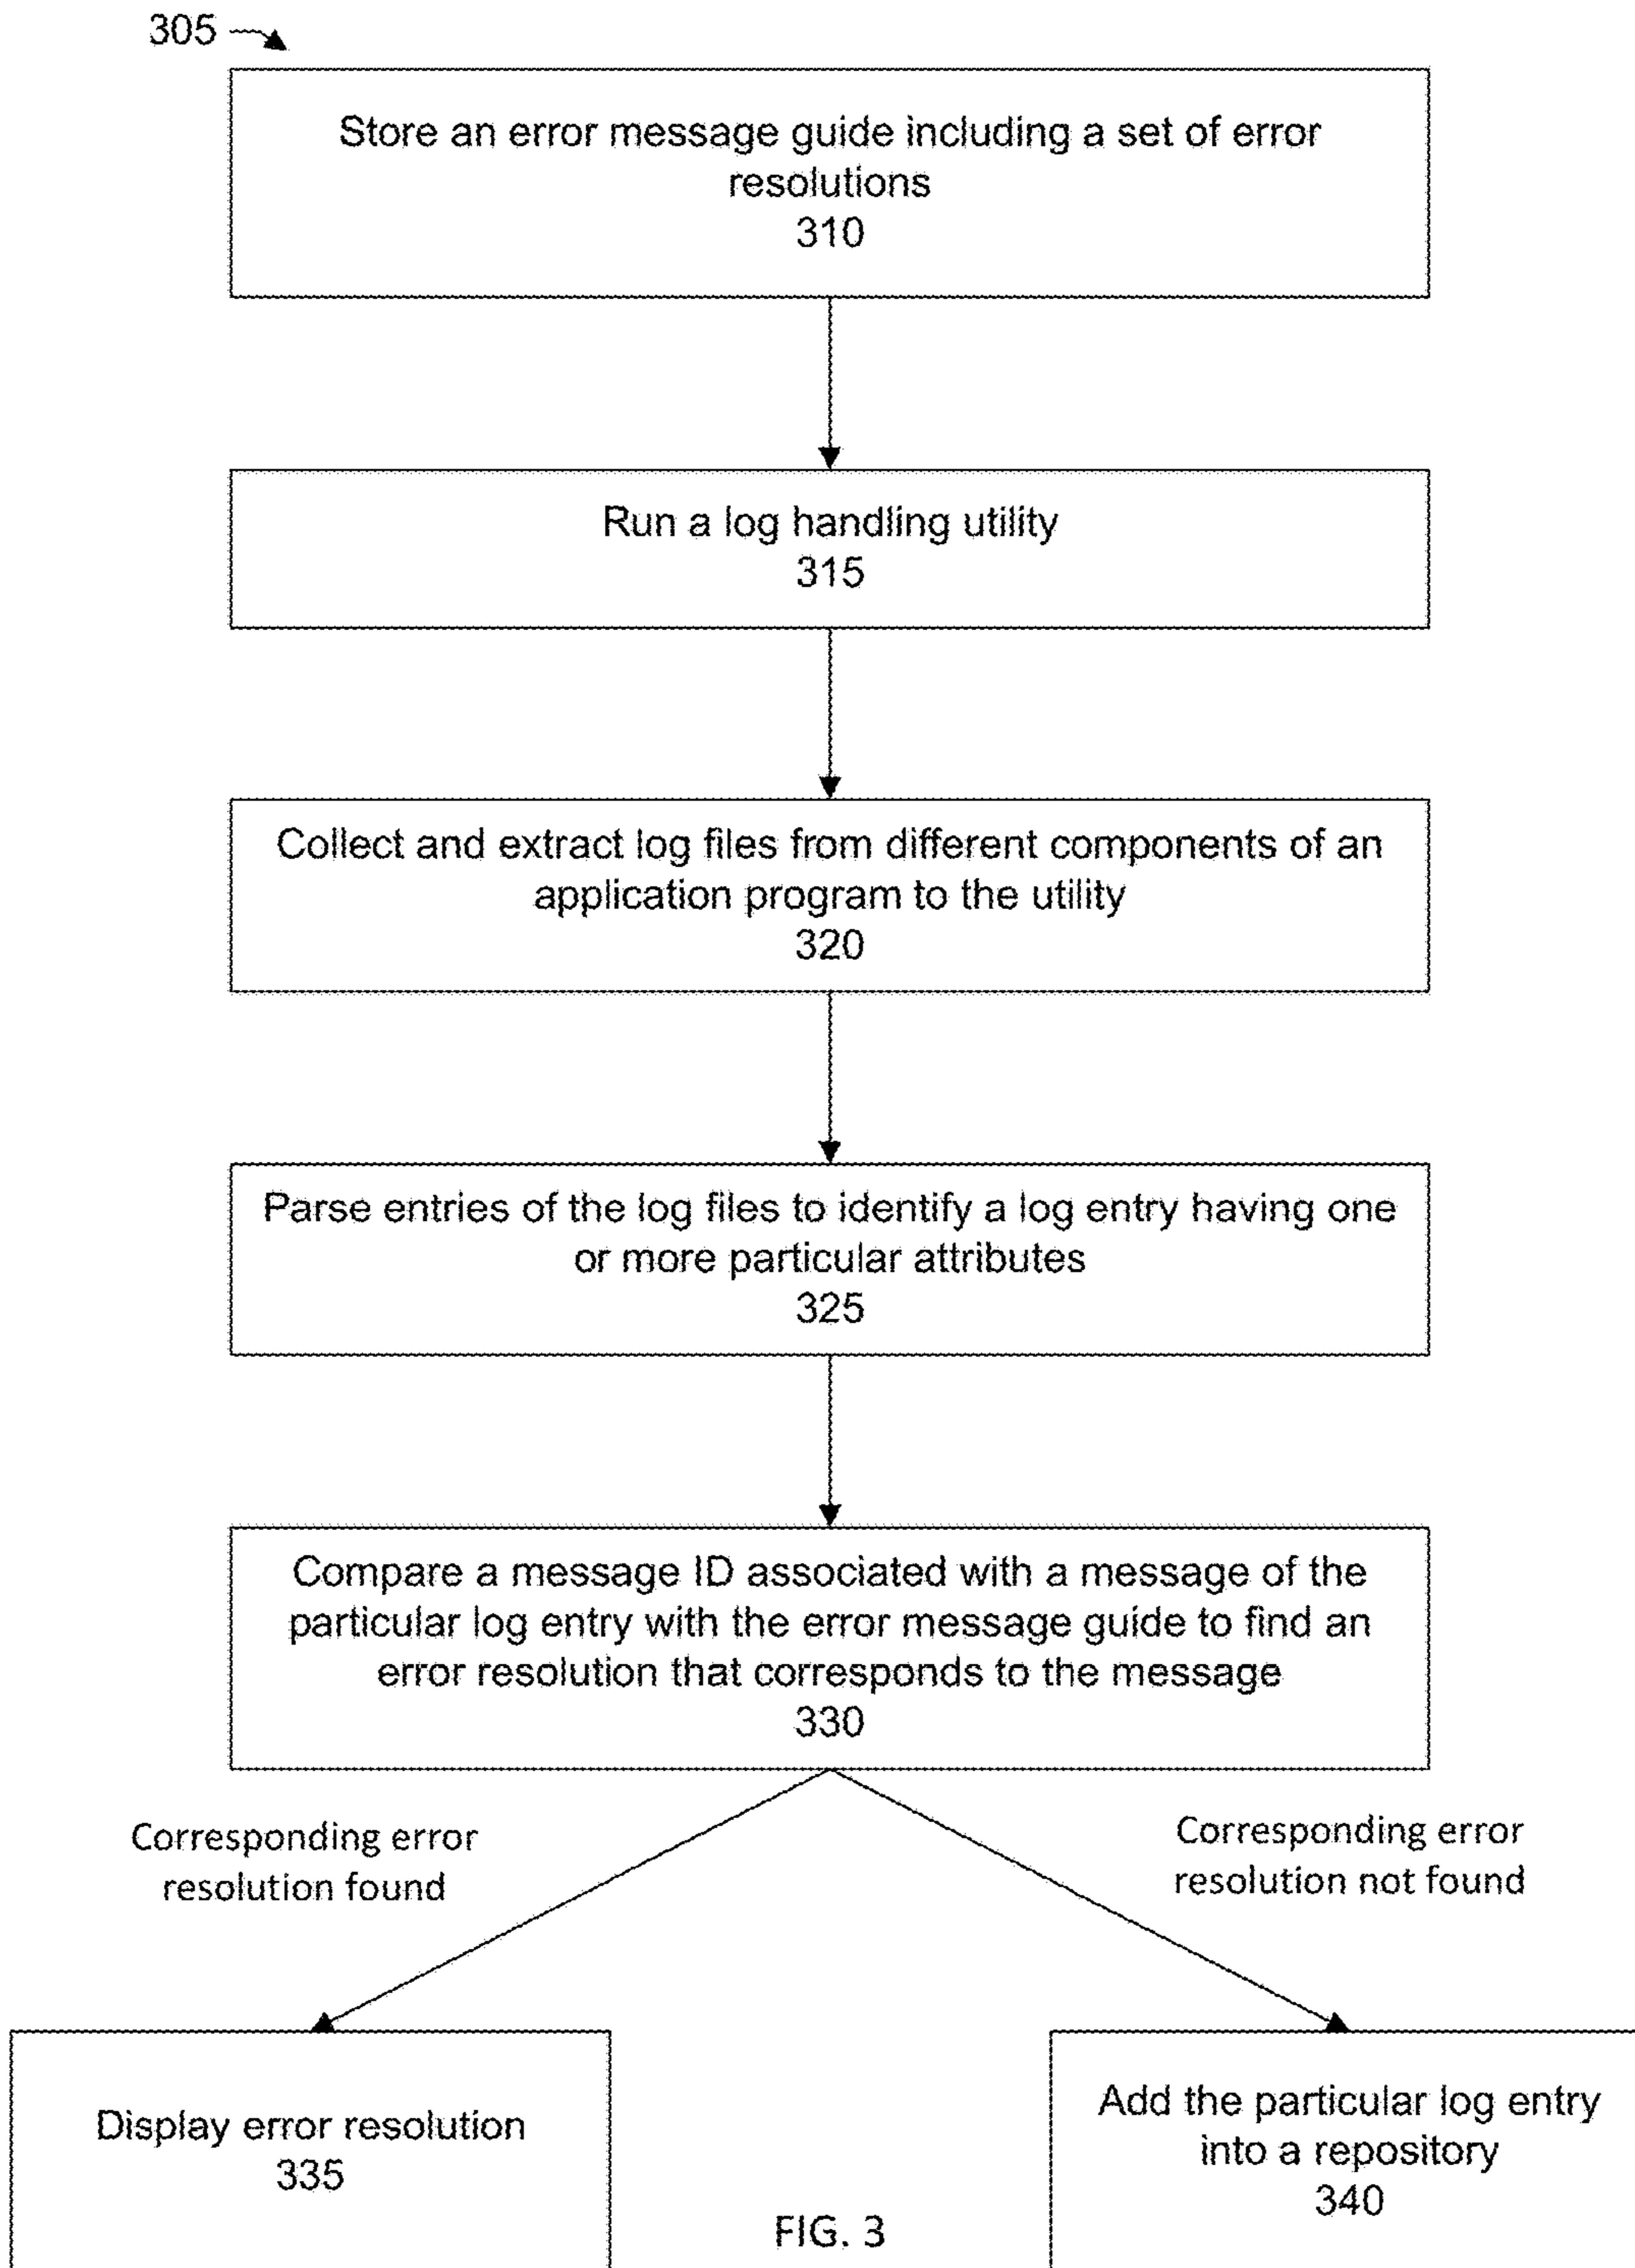 305
Store an error message guide including a set of error
resolutions
310
Run a log handling utility
315
Collect and extract log files from different components of an
application program to the utility
320
Parse entries of the log files to identify a log entry having one
or more particular attributes
325
Compare a message ID associated with a message of the
particular log entry with the error message guide to find an
error resolution that corresponds to the message
330
Corresponding error
resolution found
Corresponding error
resolution not found
Display error resolution
335
Add the particular log entry
into a repository
340
FIG. 3